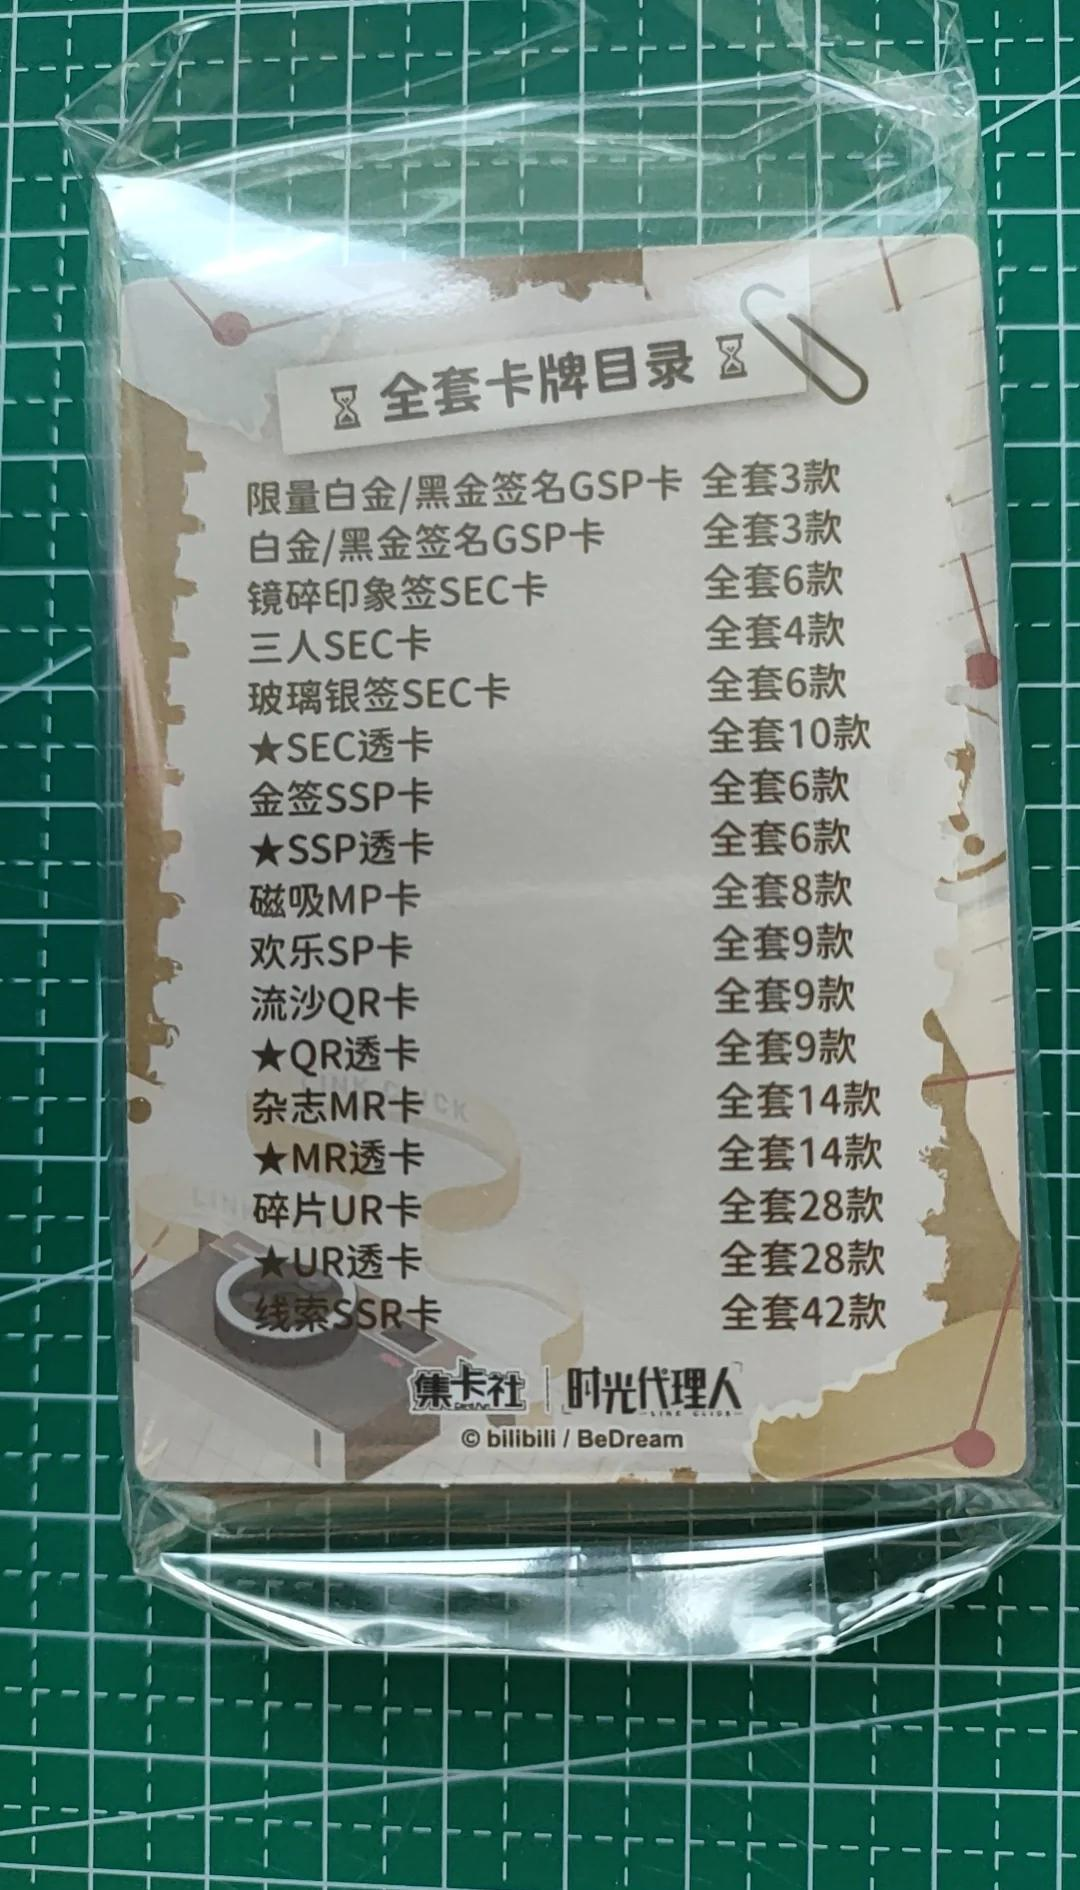 全套卡牌目录
限量白金/黑金签名GSP卡 全套3款
白金/黑金签名GSP卡 全套3款
镜碎印象签SEC卡 全套6款
三人SEC卡 全套4款
玻璃银签SEC卡 全套6款
★SEC透卡 全套10款
金签SSP卡 全套6款
★SSP透卡 全套6款
磁吸MP卡 全套8款
欢乐SP卡 全套9款
流沙QR卡 全套9款
★QR透卡 全套9款
LINK CLICK
杂志MR卡 全套14款
★MR透卡 全套14款
碎片UR卡 全套28款
★UR透卡 全套28款
线索SSR卡 全套42款
集卡社 | 时光代理人
© bilibili / BeDream